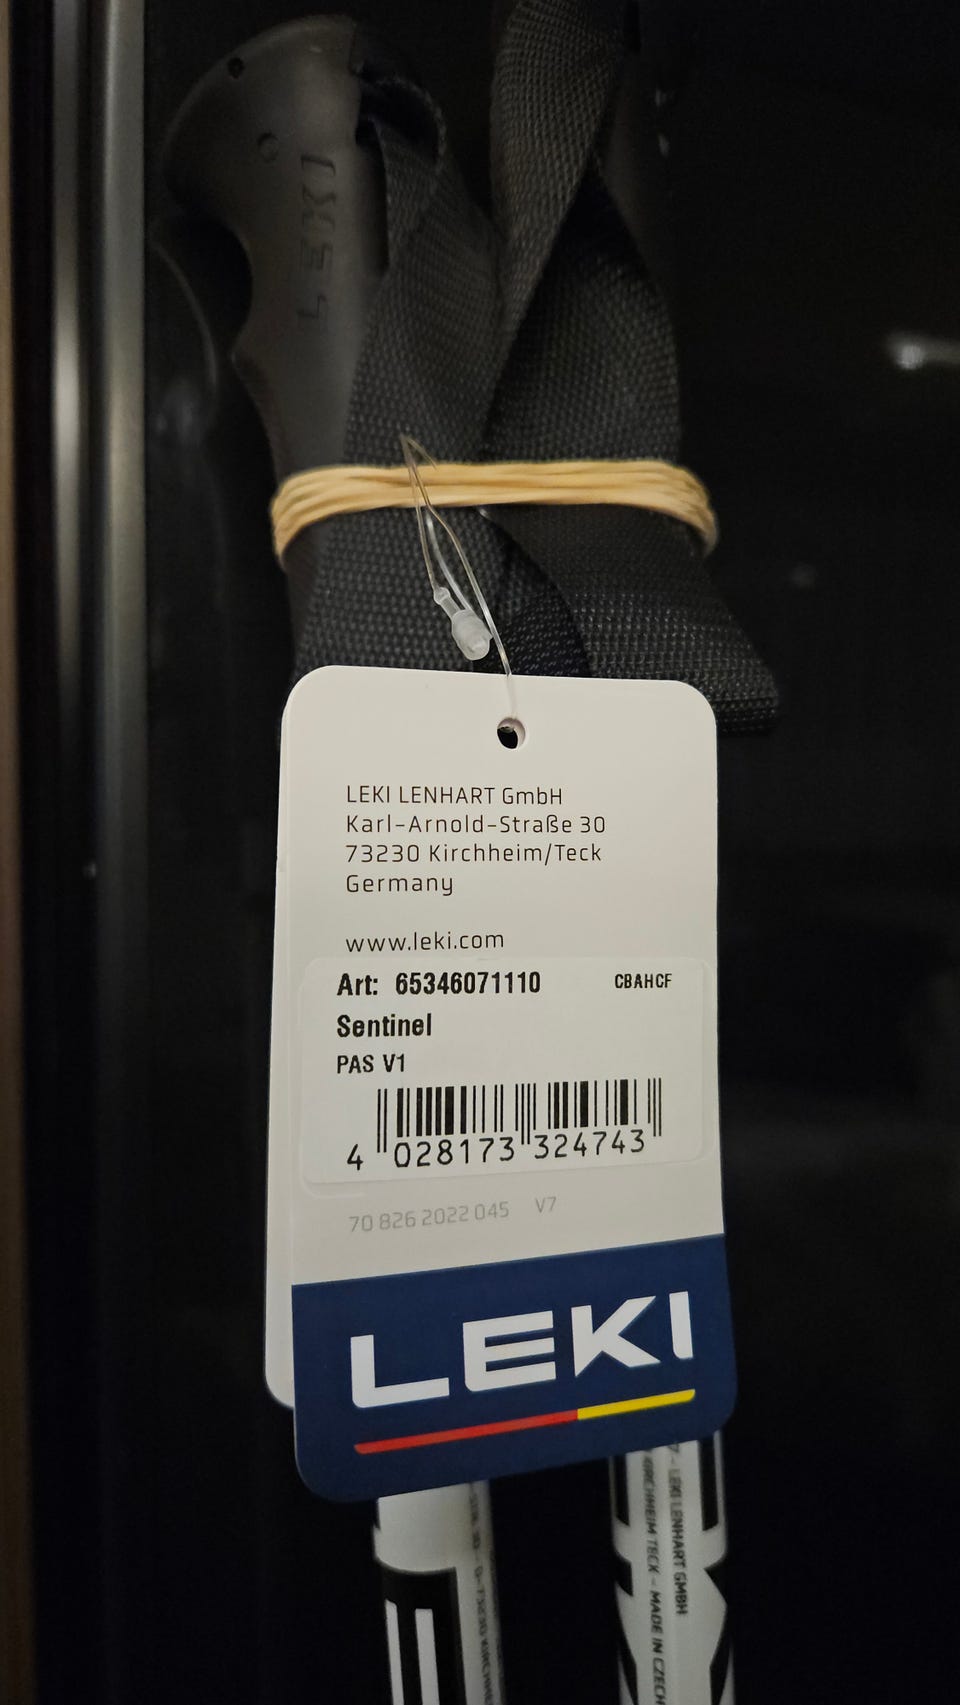 LEKI
LEKI LENHART GmbH
Karl-Arnold-Straße 30
73230 Kirchheim/Teck
Germany
www.leki.com
Art: 65346071110 CBAHCF
Sentinel
PAS V1
4 028173 324743
70 826 2022 045 V7
LEKI
- LEKI LENHART GMBH
KIRCHHEIM TECK - MADE IN CZECH